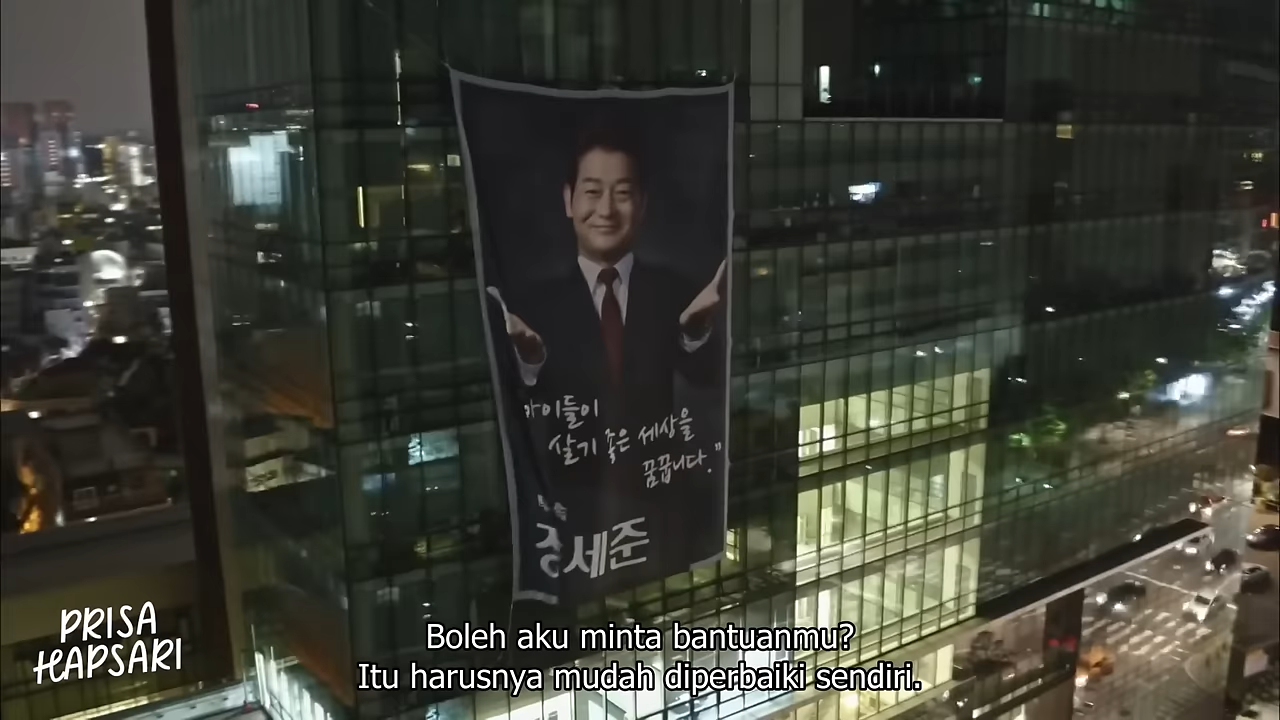 아이들이
살기 좋은 세상을
꿈꿉니다."
세준
PRISA
HAPSARI
Boleh aku minta bantuanmu?
Itu harusnya mudah diperbaiki sendiri.